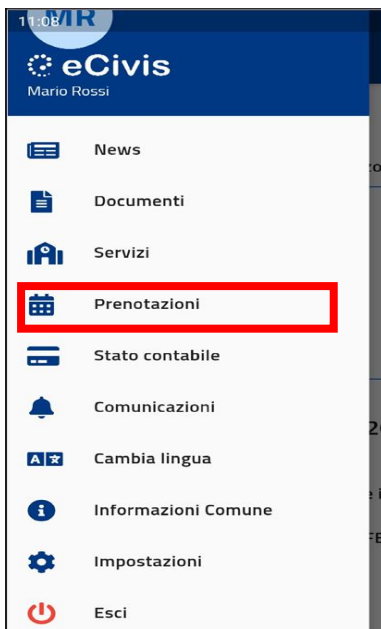 11:08
MR
eCivis
Mario Rossi
News
Documenti
Servizi
Prenotazioni
Stato contabile
Comunicazioni
Cambia lingua
Informazioni Comune
Impostazioni
Esci